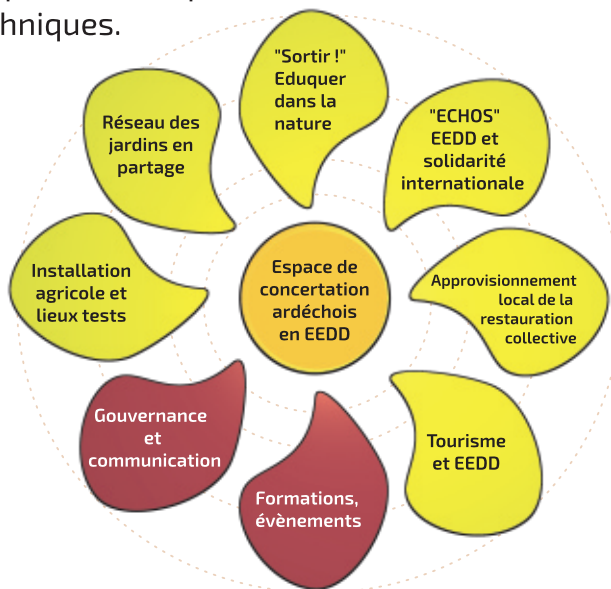 hniques.
"Sortir !"
Eduquer
dans la
nature
"ECHOS"
EEDD et
solidarité
internationale
Approvisionnement
local de la
restauration
collective
Tourisme
et EEDD
Formations,
évènements
Gouvernance
et
communication
Installation
agricole et
lieux tests
Réseau des
jardins en
partage
Espace de
concertation
ardéchois
en EEDD